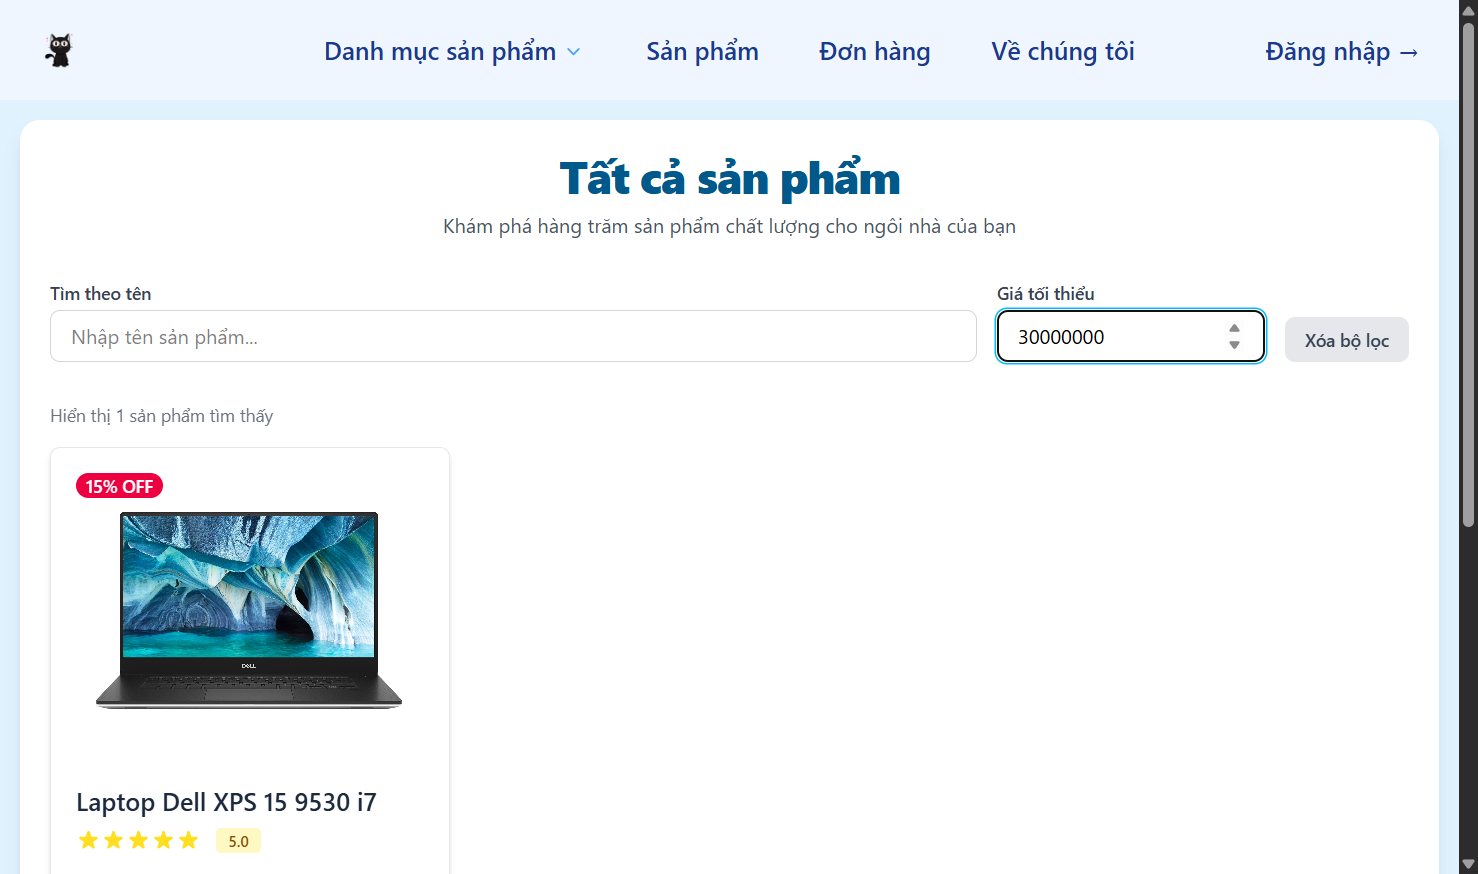 Danh mục sản phẩm
Sản phẩm
Đơn hàng
Về chúng tôi
Đăng nhập →
Tất cả sản phẩm
Khám phá hàng trăm sản phẩm chất lượng cho ngôi nhà của bạn
Tìm theo tên
Giá tối thiểu
Nhập tên sản phẩm...
30000000
Xóa bộ lọc
Hiển thị 1 sản phẩm tìm thấy
15% OFF
DELL
Laptop Dell XPS 15 9530 i7
5.0